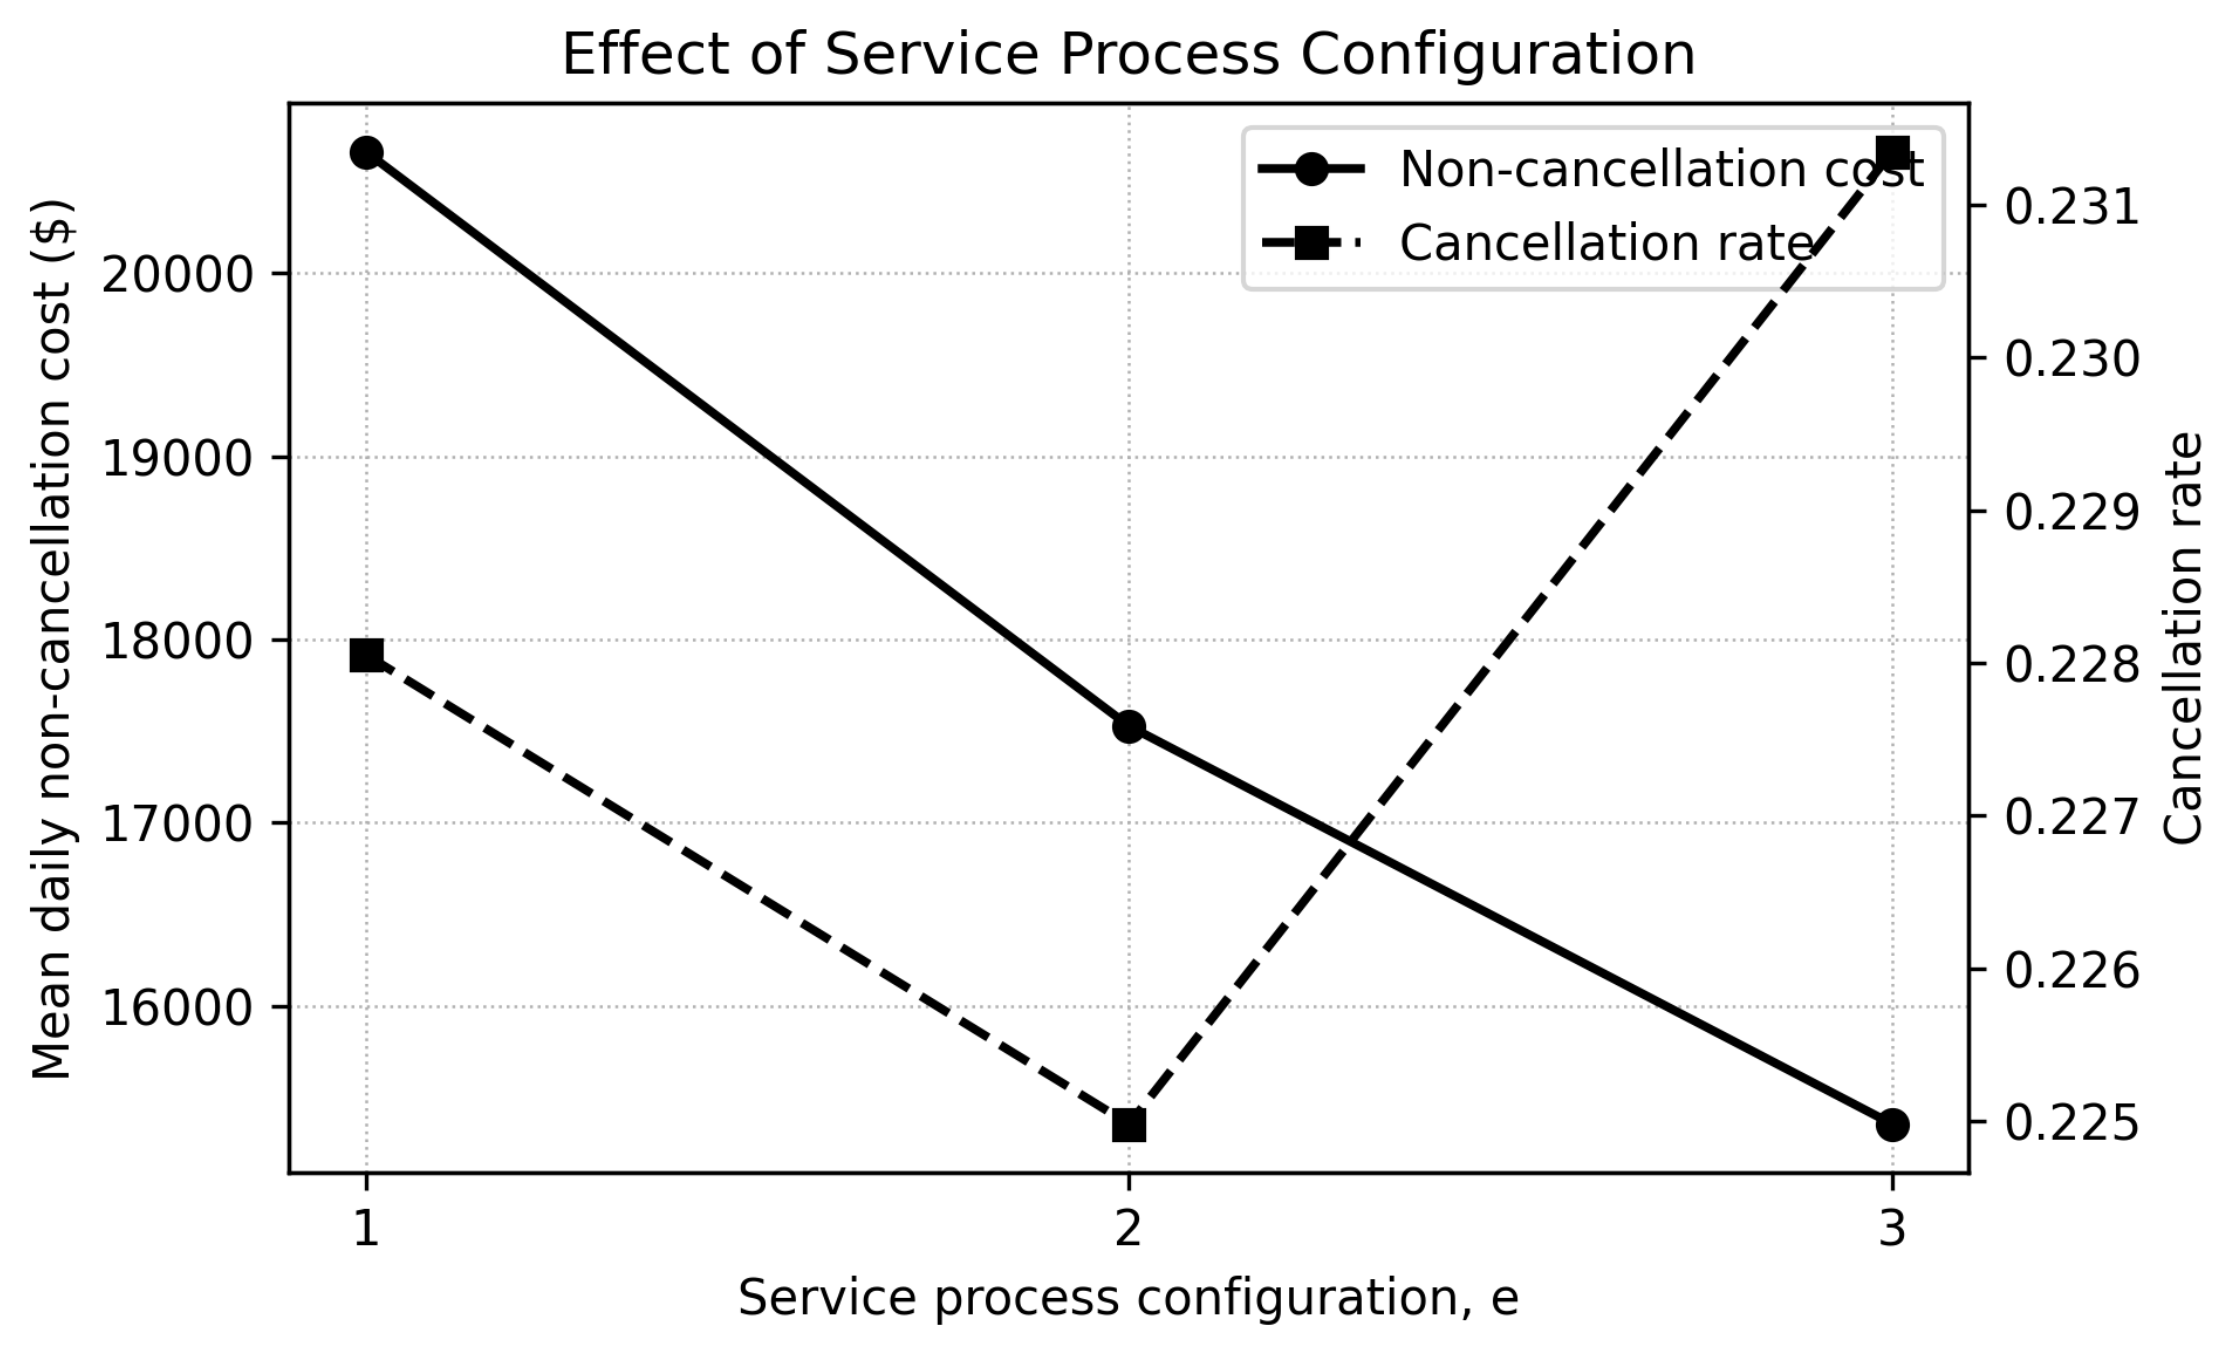 Effect of Service Process Configuration
Mean daily non-cancellation cost ($)
20000
19000
18000
17000
16000
Non-cancellation cost
Cancellation rate
0.231
0.230
0.229
0.228
0.227
0.226
0.225
Cancellation rate
1 2 3
Service process configuration, e